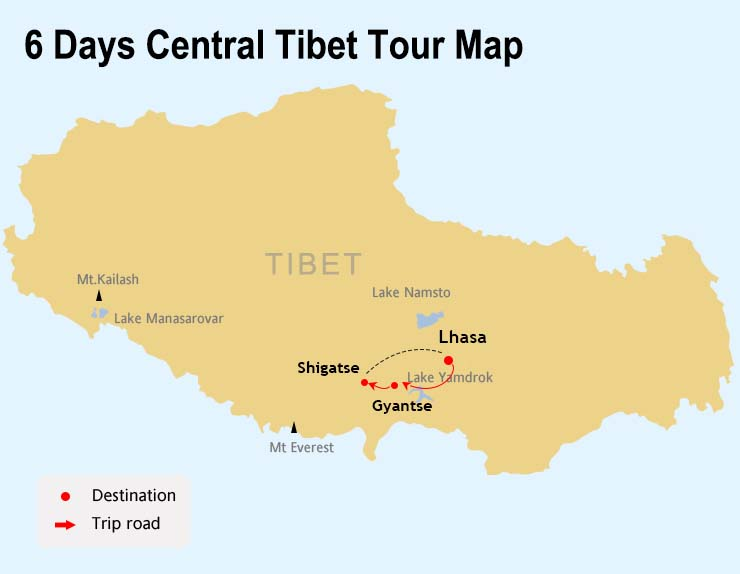 6 Days Central Tibet Tour Map
TIBET
Mt.Kailash
Lake Manasarovar
Lake Namsto
Lhasa
Shigatse
Lake Yamdrok
Gyantse
Mt Everest
Destination
Trip road